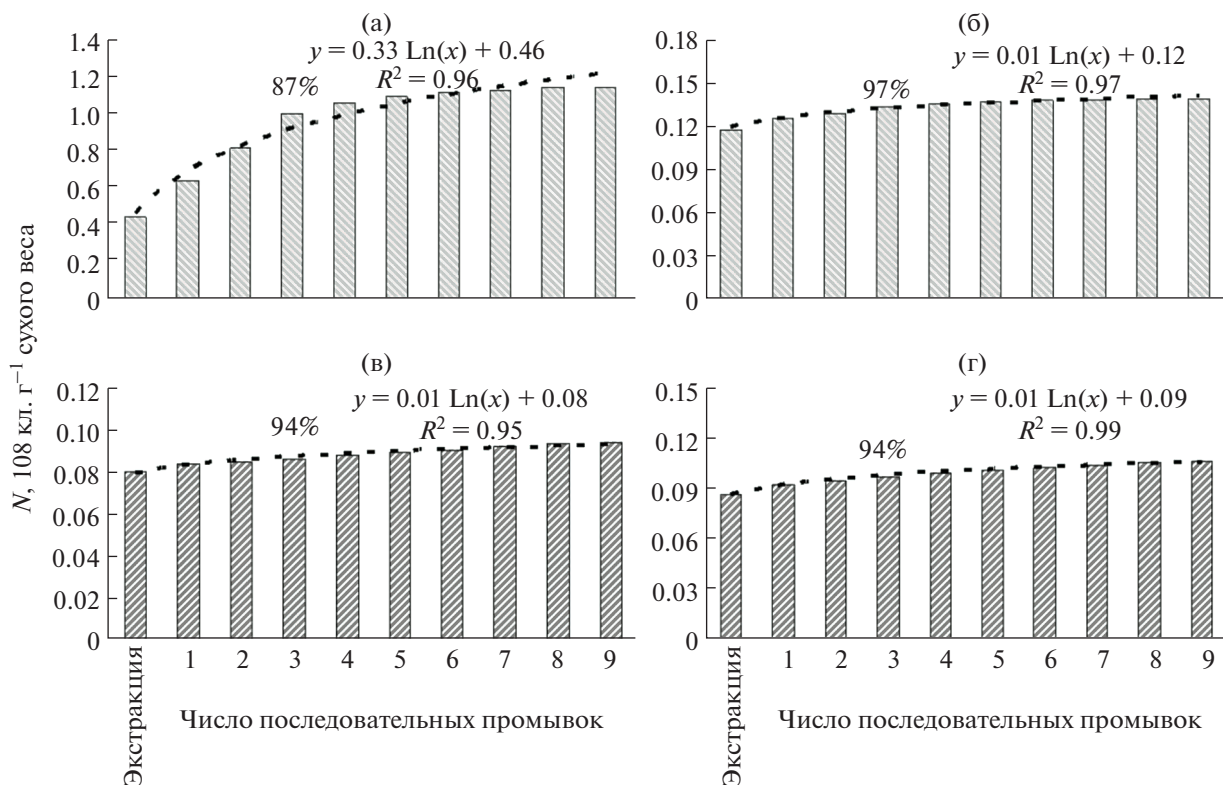 (а)
y = 0.33 Ln(x) + 0.46
R² = 0.96
87%
1.4
1.2
1.0
0.8
0.6
0.4
0.2
0
(б)
y = 0.01 Ln(x) + 0.12
R² = 0.97
97%
0.18
0.15
0.12
0.09
0.06
0.03
0
N, 108 кл. г⁻¹ сухого веса
(в)
y = 0.01 Ln(x) + 0.08
R² = 0.95
94%
0.12
0.10
0.08
0.06
0.04
0.02
0
Экстракция 1 2 3 4 5 6 7 8 9
Число последовательных промывок
(г)
y = 0.01 Ln(x) + 0.09
R² = 0.99
94%
0.15
0.12
0.09
0.06
0.03
0
Экстракция 1 2 3 4 5 6 7 8 9
Число последовательных промывок